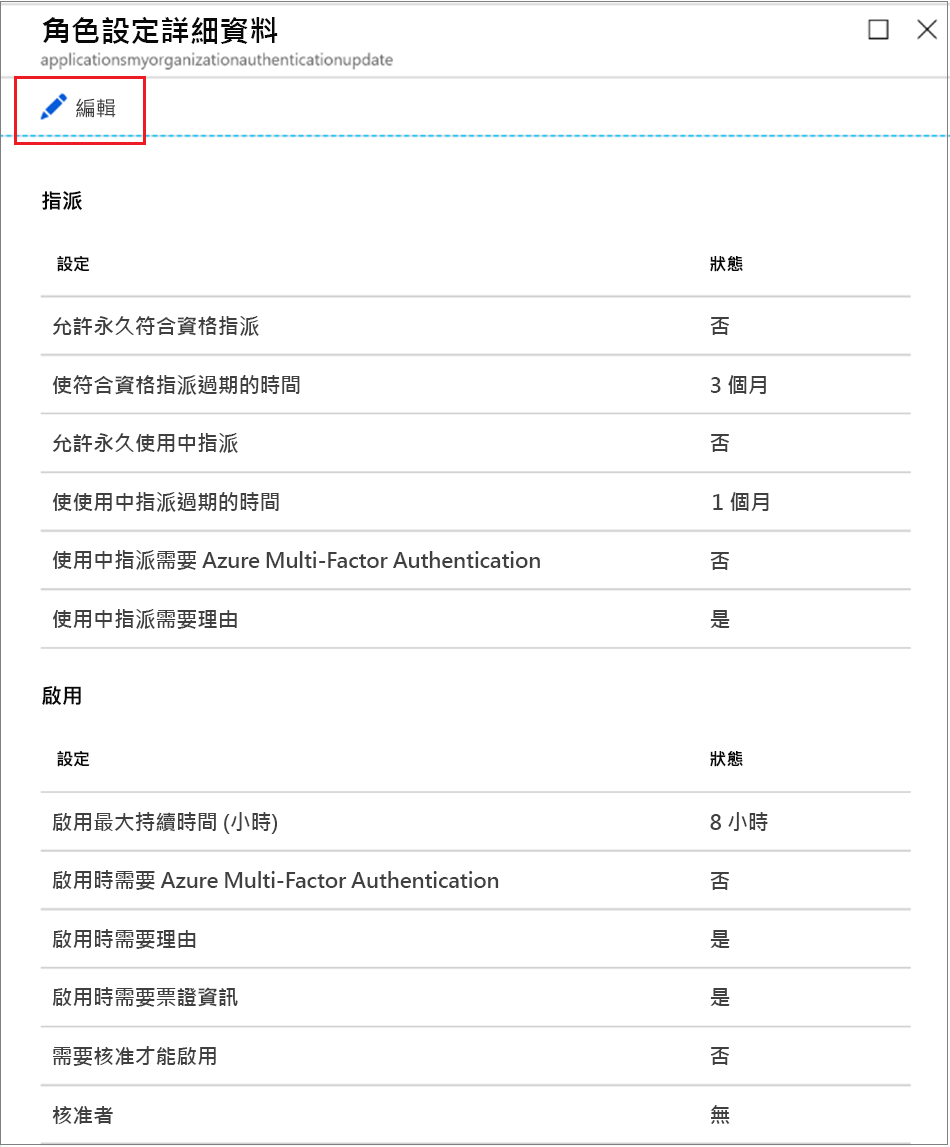 角色設定詳細資料
applicationsmyorganizationauthenticationupdate
編輯
指派
設定 狀態
允許永久符合資格指派 否
使符合資格指派過期的時間 3 個月
允許永久使用中指派 否
使使用中指派過期的時間 1 個月
使用中指派需要 Azure Multi-Factor Authentication 否
使用中指派需要理由 是
啟用
設定 狀態
啟用最大持續時間 (小時) 8 小時
啟用時需要 Azure Multi-Factor Authentication 否
啟用時需要理由 是
啟用時需要票證資訊 是
需要核准才能啟用 否
核准者 無